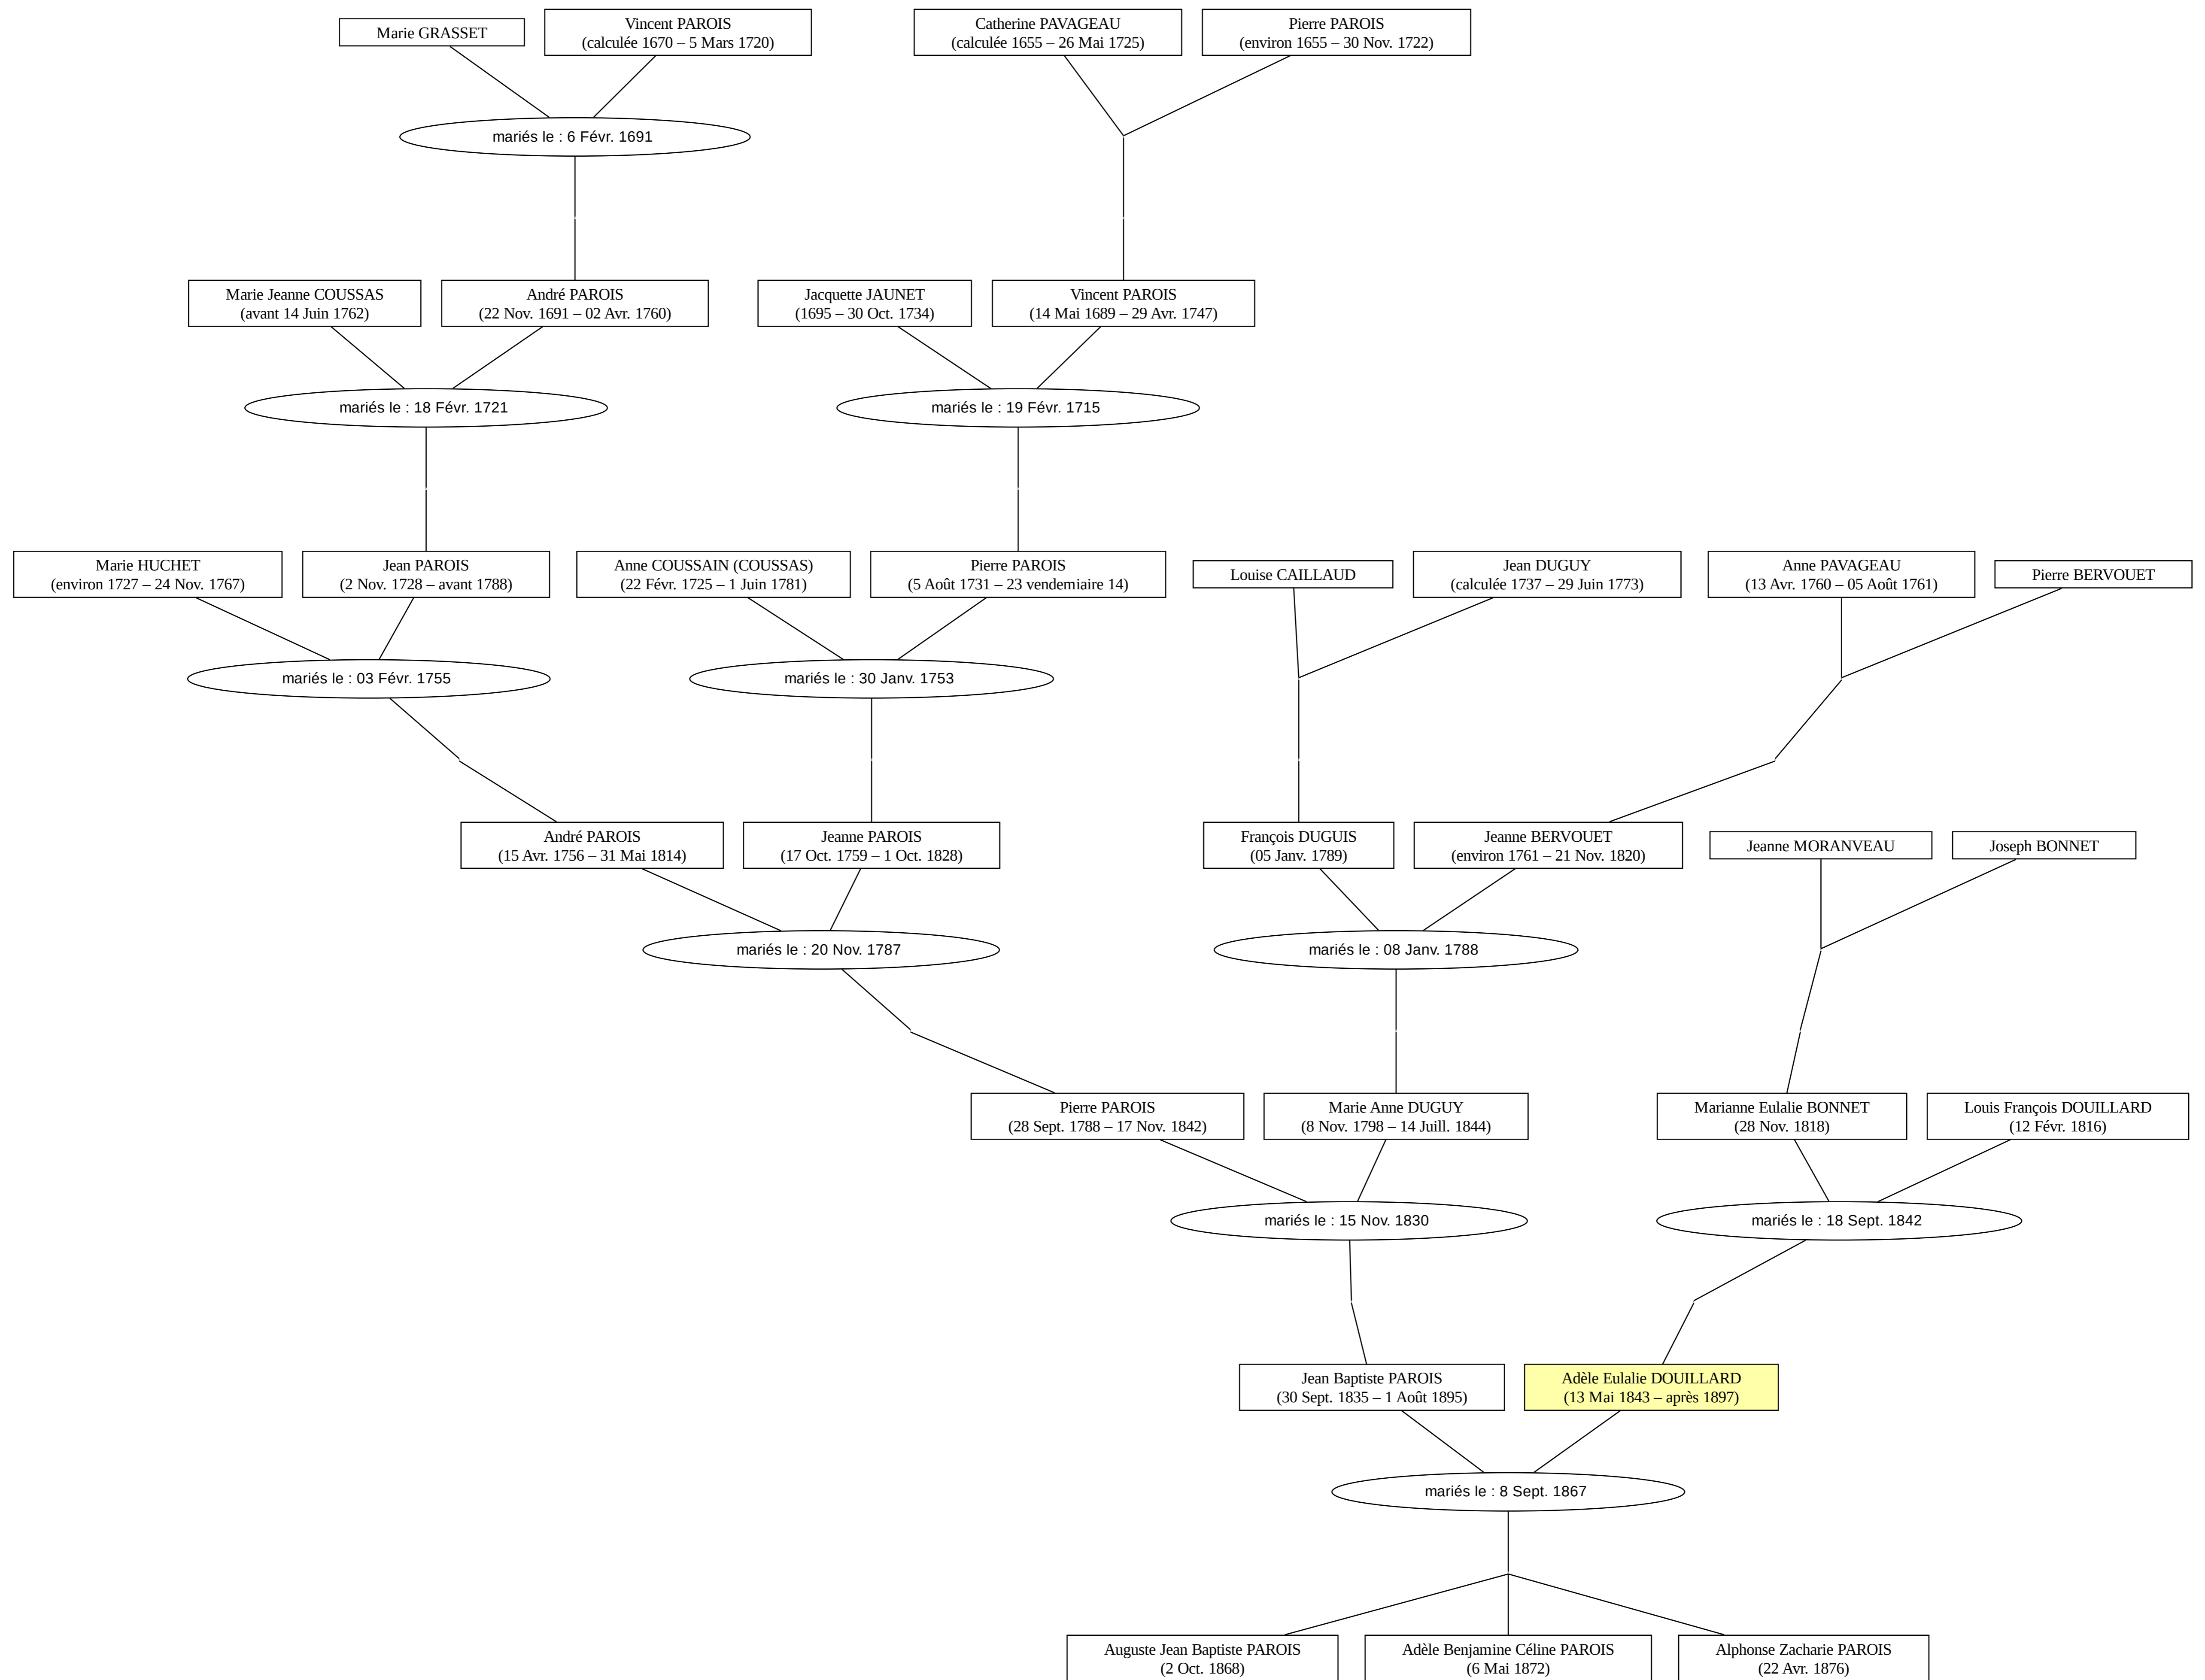 Marie GRASSET
Vincent PAROIS
(calculée 1670 – 5 Mars 1720)
Catherine PAVAGEAU
(calculée 1655 – 26 Mai 1725)
Pierre PAROIS
(environ 1655 – 30 Nov. 1722)
mariés le : 6 Févr. 1691
Marie Jeanne COUSSAS
(avant 14 Juin 1762)
André PAROIS
(22 Nov. 1691 – 02 Avr. 1760)
Jacquette JAUNET
(1695 – 30 Oct. 1734)
Vincent PAROIS
(14 Mai 1689 – 29 Avr. 1747)
mariés le : 18 Févr. 1721
mariés le : 19 Févr. 1715
Marie HUCHET
(environ 1727 – 24 Nov. 1767)
Jean PAROIS
(2 Nov. 1728 – avant 1788)
Anne COUSSAIN (COUSSAS)
(22 Févr. 1725 – 1 Juin 1781)
Pierre PAROIS
(5 Août 1731 – 23 vendemiaire 14)
Louise CAILLAUD
Jean DUGUY
(calculée 1737 – 29 Juin 1773)
Anne PAVAGEAU
(13 Avr. 1760 – 05 Août 1761)
Pierre BERVOUET
mariés le : 03 Févr. 1755
mariés le : 30 Janv. 1753
André PAROIS
(15 Avr. 1756 – 31 Mai 1814)
Jeanne PAROIS
(17 Oct. 1759 – 1 Oct. 1828)
François DUGUIS
(05 Janv. 1789)
Jeanne BERVOUET
(environ 1761 – 21 Nov. 1820)
Jeanne MORANVEAU
Joseph BONNET
mariés le : 20 Nov. 1787
mariés le : 08 Janv. 1788
Pierre PAROIS
(28 Sept. 1788 – 17 Nov. 1842)
Marie Anne DUGUY
(8 Nov. 1798 – 14 Juill. 1844)
Marianne Eulalie BONNET
(28 Nov. 1818)
Louis François DOUILLARD
(12 Févr. 1816)
mariés le : 15 Nov. 1830
mariés le : 18 Sept. 1842
Jean Baptiste PAROIS
(30 Sept. 1835 – 1 Août 1895)
Adèle Eulalie DOUILLARD
(13 Mai 1843 – après 1897)
mariés le : 8 Sept. 1867
Auguste Jean Baptiste PAROIS
(2 Oct. 1868)
Adèle Benjamine Céline PAROIS
(6 Mai 1872)
Alphonse Zacharie PAROIS
(22 Avr. 1876)